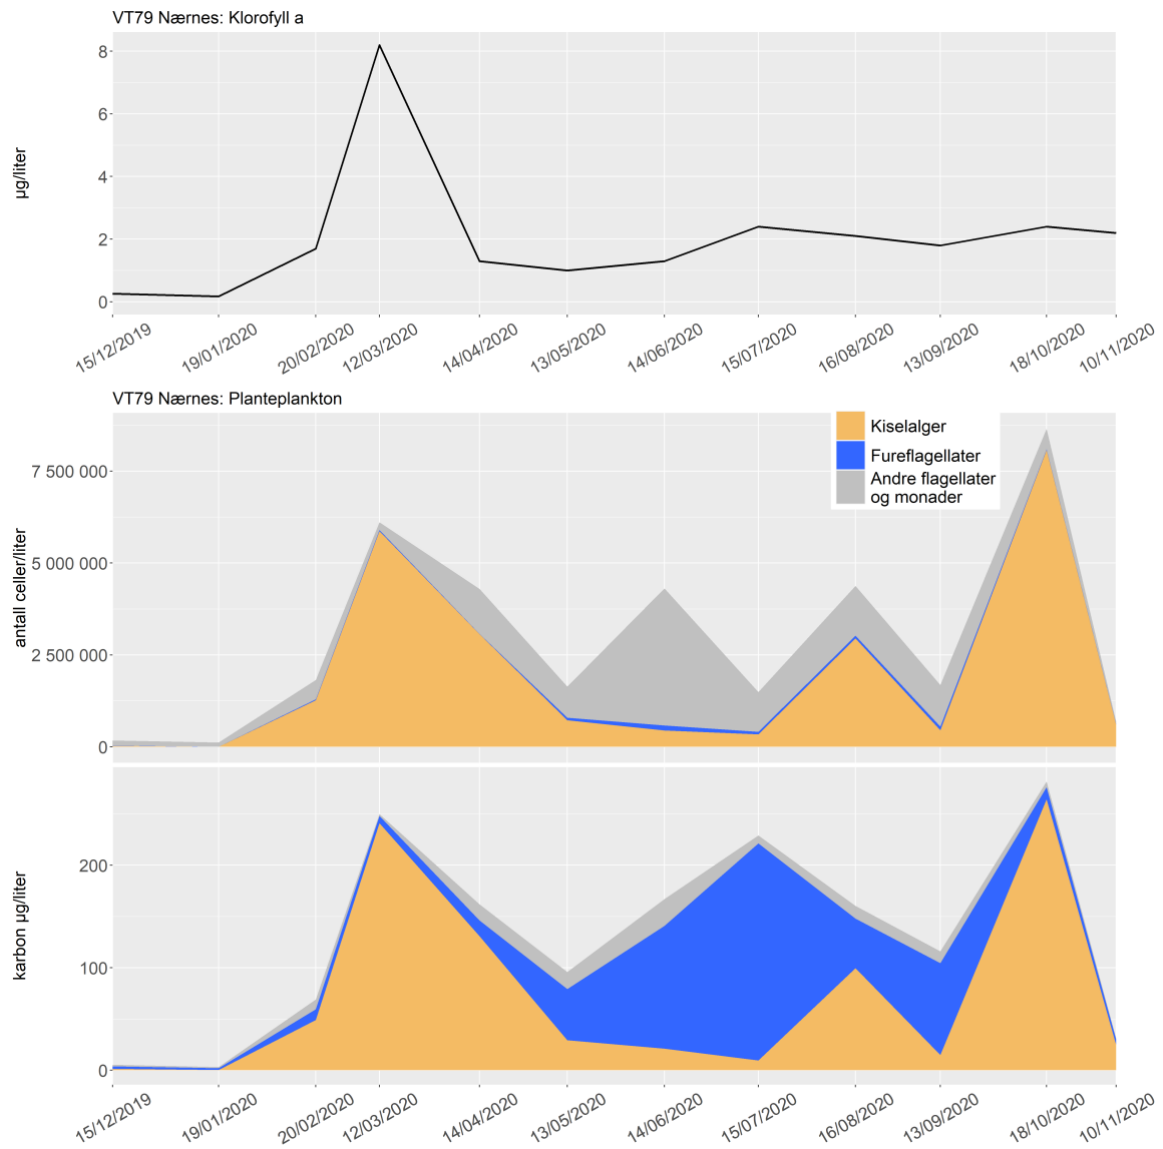 VT79 Nærnes: Klorofyll a
µg/liter
8
6
4
2
0
15/12/2019
19/01/2020
20/02/2020
12/03/2020
14/04/2020
13/05/2020
14/06/2020
15/07/2020
16/08/2020
13/09/2020
18/10/2020
10/11/2020
VT79 Nærnes: Planteplankton
Kiselalger
Fureflagellater
Andre flagellater
og monader
antall celler/liter
7 500 000
5 000 000
2 500 000
0
karbon µg/liter
200
100
0
15/12/2019
19/01/2020
20/02/2020
12/03/2020
14/04/2020
13/05/2020
14/06/2020
15/07/2020
16/08/2020
13/09/2020
18/10/2020
10/11/2020